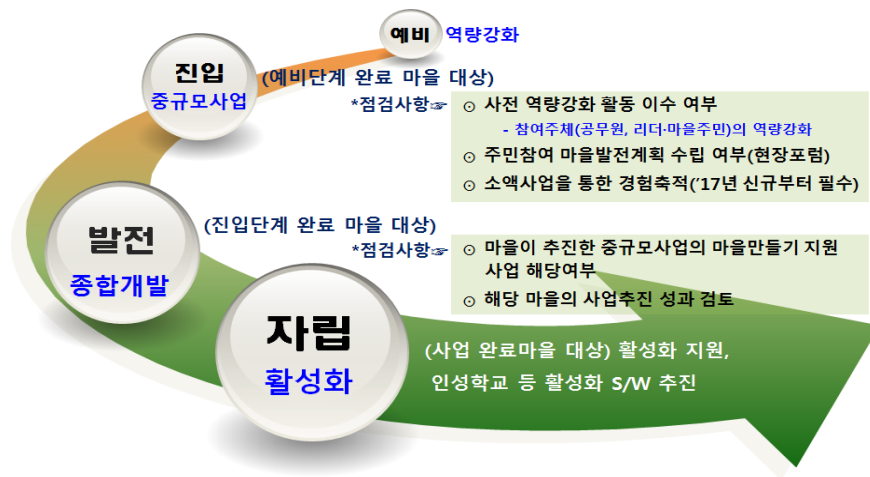 예비 역량강화
진입
중규모사업
(예비단계 완료 마을 대상)
*점검사항☞
⊙ 사전 역량강화 활동 이수 여부
- 참여주체(공무원, 리더·마을주민)의 역량강화
⊙ 주민참여 마을발전계획 수립 여부(현장포럼)
⊙ 소액사업을 통한 경험축적('17년 신규부터 필수)
발전
종합개발
(진입단계 완료 마을 대상)
*점검사항☞
⊙ 마을이 추진한 중규모사업의 마을만들기 지원
사업 해당여부
⊙ 해당 마을의 사업추진 성과 검토
자립
활성화
(사업 완료마을 대상) 활성화 지원,
인성학교 등 활성화 S/W 추진